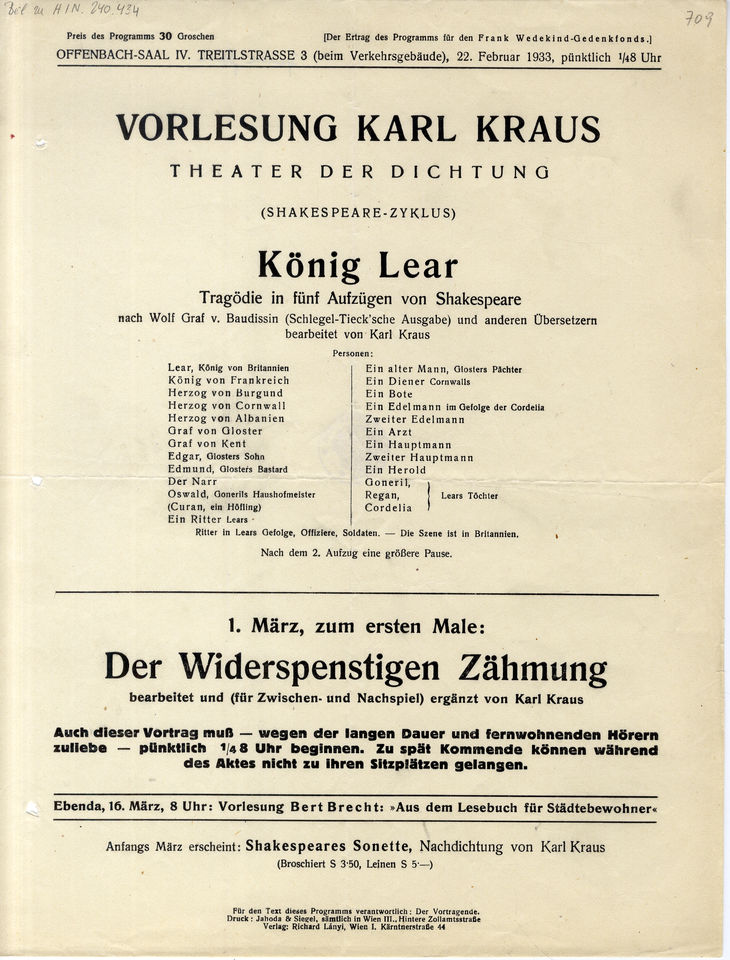 Beil zu AIN. 240.434
709
Preis des Programms 30 Groschen
[Der Ertrag des Programms für den Frank Wedekind-Gedenkfonds.]
OFFENBACH-SAAL IV. TREITLSTRASSE 3 (beim Verkehrsgebäude), 22. Februar 1933, pünktlich 1/48 Uhr
VORLESUNG KARL KRAUS
THEATER DER DICHTUNG
(SHAKESPEARE-ZYKLUS)
König Lear
Tragödie in fünf Aufzügen von Shakespeare
nach Wolf Graf v. Baudissin (Schlegel-Tieck'sche Ausgabe) und anderen Übersetzern
bearbeitet von Karl Kraus
Personen:
Lear, König von Britannien
König von Frankreich
Herzog von Burgund
Herzog von Cornwall
Herzog von Albanien
Graf von Gloster
Graf von Kent
Edgar, Glosters Sohn
Edmund, Glosters Bastard
Der Narr
Oswald, Gonerils Haushofmeister
(Curan, ein Höfling)
Ein Ritter Lears
Ein alter Mann, Glosters Pächter
Ein Diener Cornwalls
Ein Bote
Ein Edelmann im Gefolge der Cordelia
Zweiter Edelmann
Ein Arzt
Ein Hauptmann
Zweiter Hauptmann
Ein Herold
Goneril,
Regan,
Cordelia
Lears Töchter
Ritter in Lears Gefolge, Offiziere, Soldaten. — Die Szene ist in Britannien.
Nach dem 2. Aufzug eine größere Pause.
1. März, zum ersten Male:
Der Widerspenstigen Zähmung
bearbeitet und (für Zwischen- und Nachspiel) ergänzt von Karl Kraus
Auch dieser Vortrag muß — wegen der langen Dauer und fernwohnenden Hörern
zuliebe — pünktlich 1/48 Uhr beginnen. Zu spät Kommende können während
des Aktes nicht zu ihren Sitzplätzen gelangen.
Ebenda, 16. März, 8 Uhr: Vorlesung Bert Brecht: »Aus dem Lesebuch für Städtebewohner«
Anfangs März erscheint: Shakespeares Sonette, Nachdichtung von Karl Kraus
(Broschiert S 3·50, Leinen S 5·—)
Für den Text dieses Programms verantwortlich: Der Vortragende.
Druck: Jahoda & Siegel, sämtlich in Wien III., Hintere Zollamtsstraße
Verlag: Richard Lányi, Wien I. Kärntnerstraße 44